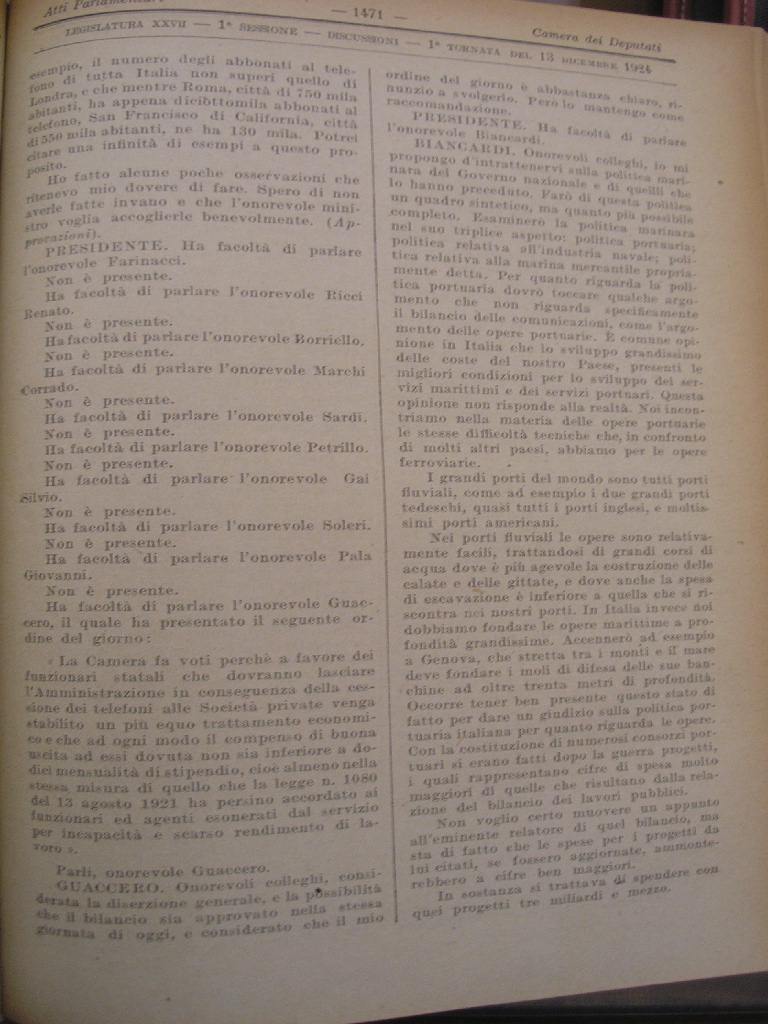 Atti Parlamentari
— 1471 —
Camera dei Deputati
LEGISLATURA XXVII — 1ª SESSIONE — DISCUSSIONI — 1ª TORNATA DEL 13 DICEMBRE 1924
esempio, il numero degli abbonati al tele-
fono di tutta Italia non superi quello di
Londra, e che mentre Roma, città di 750 mila
abitanti, ha appena diciottomila abbonati al
telefono, San Francisco di California, città
di 550 mila abitanti, ne ha 130 mila. Potrei
citare una infinità di esempi a questo pro-
posito.
Ho fatto alcune poche osservazioni che
ritenevo mio dovere di fare. Spero di non
averle fatte invano e che l'onorevole mini-
stro voglia accoglierle benevolmente. (Ap-
provazioni).
PRESIDENTE. Ha facoltà di parlare
l'onorevole Farinacci.
Non è presente.
Ha facoltà di parlare l'onorevole Ricci
Renato.
Non è presente.
Ha facoltà di parlare l'onorevole Borriello.
Non è presente.
Ha facoltà di parlare l'onorevole Marchi
Corrado.
Non è presente.
Ha facoltà di parlare l'onorevole Sardi.
Non è presente.
Ha facoltà di parlare l'onorevole Petrillo.
Non è presente.
Ha facoltà di parlare l'onorevole Gai
Silvio.
Non è presente.
Ha facoltà di parlare l'onorevole Soleri.
Non è presente.
Ha facoltà di parlare l'onorevole Pala
Giovanni.
Non è presente.
Ha facoltà di parlare l'onorevole Guac-
cero, il quale ha presentato il seguente or-
dine del giorno:
« La Camera fa voti perchè a favore dei
funzionari statali che dovranno lasciare
l'Amministrazione in conseguenza della ces-
sione dei telefoni alle Società private venga
stabilito un più equo trattamento economi-
co e che ad ogni modo il compenso di buona
uscita ad essi dovuta non sia inferiore a do-
dici mensualità di stipendio, cioè almeno nella
stessa misura di quello che la legge n. 1080
del 13 agosto 1921 ha persino accordato ai
funzionari ed agenti esonerati dal servizio
per incapacità e scarso rendimento di la-
voro ».
Parli, onorevole Guaccero.
GUACCERO. Onorevoli colleghi, consi-
derata la diserzione generale, e la possibilità
che il bilancio sia approvato nella stessa
giornata di oggi, e considerato che il mio
ordine del giorno è abbastanza chiaro, ri-
nunzio a svolgerlo. Però lo mantengo come
raccomandazione.
PRESIDENTE. Ha facoltà di parlare
l'onorevole Biancardi.
BIANCARDI. Onorevoli colleghi, io mi
propongo d'intrattenervi sulla politica mari-
nara del Governo nazionale e di quelli che
lo hanno preceduto. Farò di questa politica
un quadro sintetico, ma quanto più possibile
completo. Esaminerò la politica marinara
nel suo triplice aspetto: politica portuaria;
politica relativa all'industria navale; poli-
tica relativa alla marina mercantile propria-
mente detta. Per quanto riguarda la poli-
tica portuaria dovrò toccare qualche argo-
mento che non riguarda specificamente
il bilancio delle comunicazioni, come l'argo-
mento delle opere portuarie. È comune opi-
nione in Italia che lo sviluppo grandissimo
delle coste del nostro Paese, presenti le
migliori condizioni per lo sviluppo dei ser-
vizi marittimi e dei servizi portuari. Questa
opinione non risponde alla realtà. Noi incon-
triamo nella materia delle opere portuarie
le stesse difficoltà tecniche che, in confronto
di molti altri paesi, abbiamo per le opere
ferroviarie.
I grandi porti del mondo sono tutti porti
fluviali, come ad esempio i due grandi porti
tedeschi, quasi tutti i porti inglesi, e moltis-
simi porti americani.
Nei porti fluviali le opere sono relativa-
mente facili, trattandosi di grandi corsi di
acqua dove è più agevole la costruzione delle
calate e delle gittate, e dove anche la spesa
di escavazione è inferiore a quella che si ri-
scontra nei nostri porti. In Italia invece noi
dobbiamo fondare le opere marittime a pro-
fondità grandissime. Accennerò ad esempio
a Genova, che stretta tra i monti e il mare
deve fondare i moli di difesa delle sue ban-
chine ad oltre trenta metri di profondità.
Occorre tener ben presente questo stato di
fatto per dare un giudizio sulla politica por-
tuaria italiana per quanto riguarda le opere.
Con la costituzione di numerosi consorzi por-
tuari si erano fatti dopo la guerra progetti,
i quali rappresentano cifre di spesa molto
maggiori di quelle che risultano dalla rela-
zione del bilancio dei lavori pubblici.
Non voglio certo muovere un appunto
all'eminente relatore di quel bilancio, ma
sta di fatto che le spese per i progetti da
lui citati, se fossero aggiornate, ammonte-
rebbero a cifre ben maggiori.
In sostanza si trattava di spendere con
quei progetti tre miliardi e mezzo.